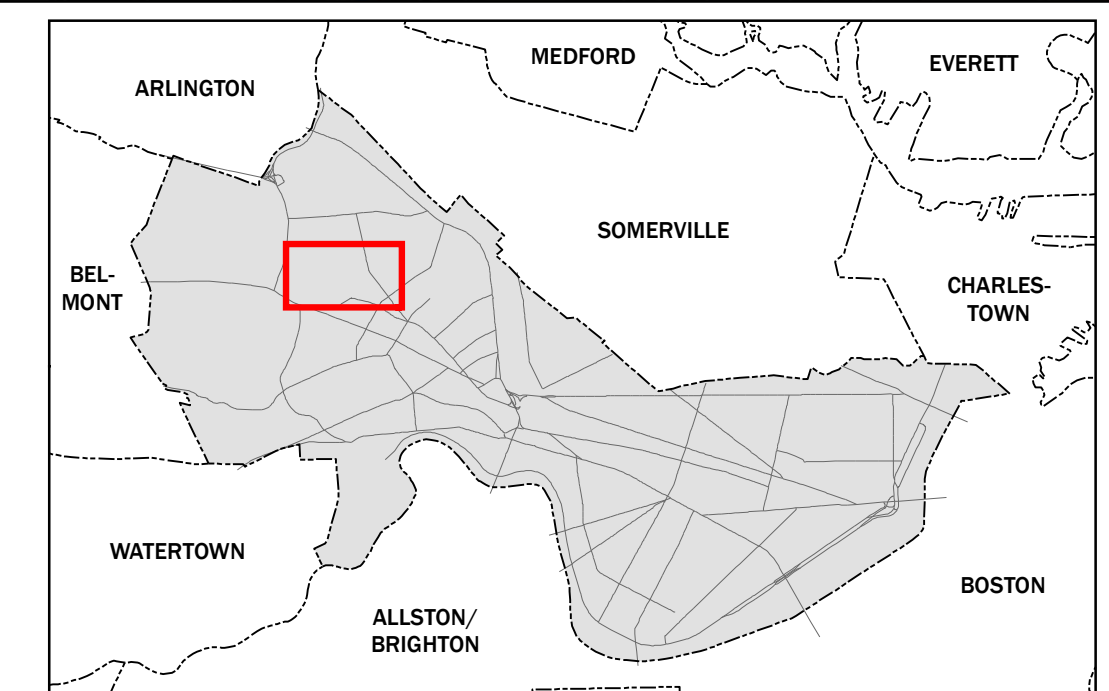 MEDFORD
EVERETT
ARLINGTON
SOMERVILLE
BEL-
MONT
CHARLES-
TOWN
WATERTOWN
BOSTON
ALLSTON/
BRIGHTON